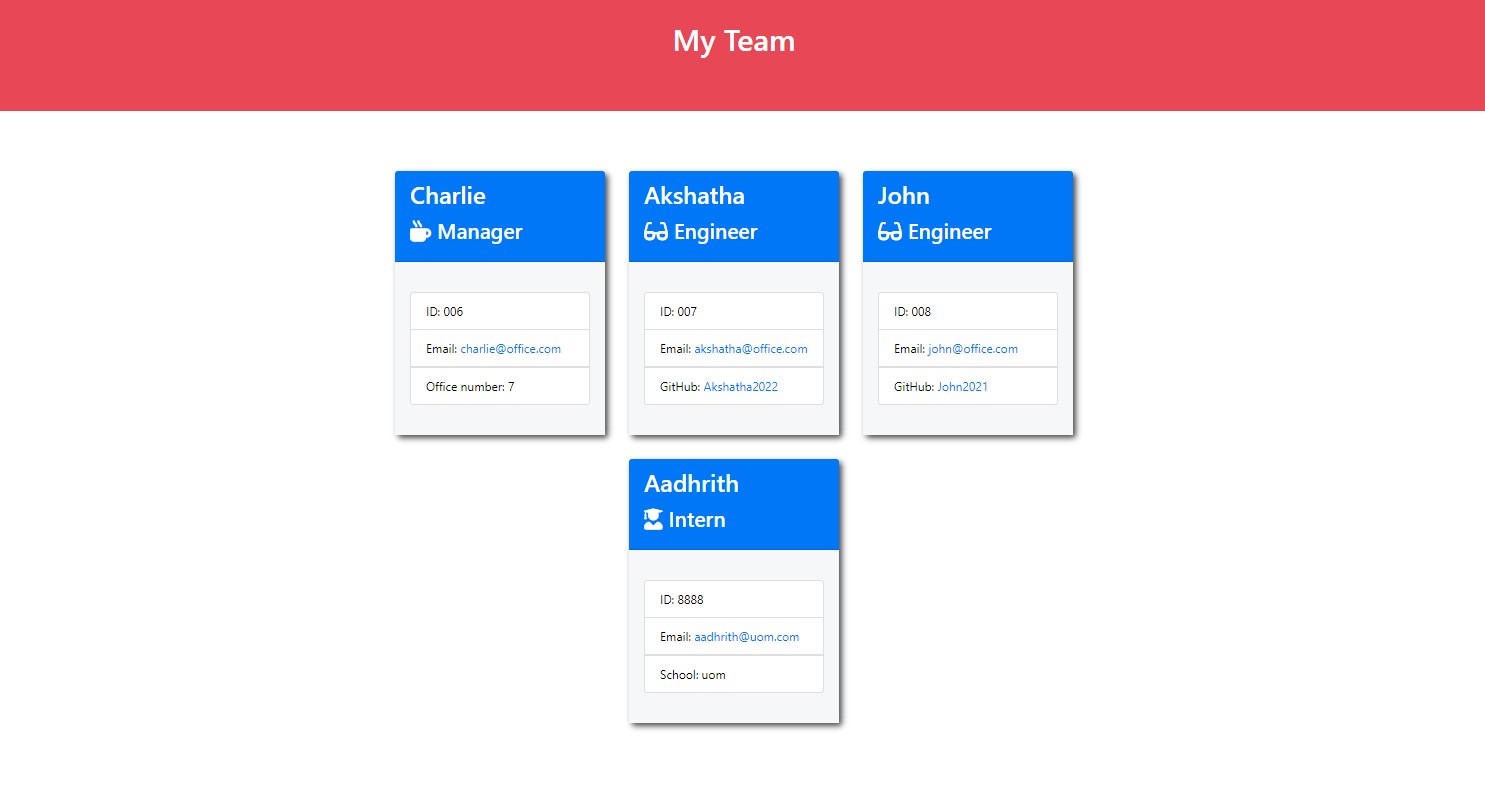 My Team
Charlie
Manager
ID: 006
Email: charlie@office.com
Office number: 7
Akshatha
Engineer
ID: 007
Email: akshatha@office.com
GitHub: Akshatha2022
John
Engineer
ID: 008
Email: john@office.com
GitHub: John2021
Aadhrith
Intern
ID: 8888
Email: aadhrith@uom.com
School: uom